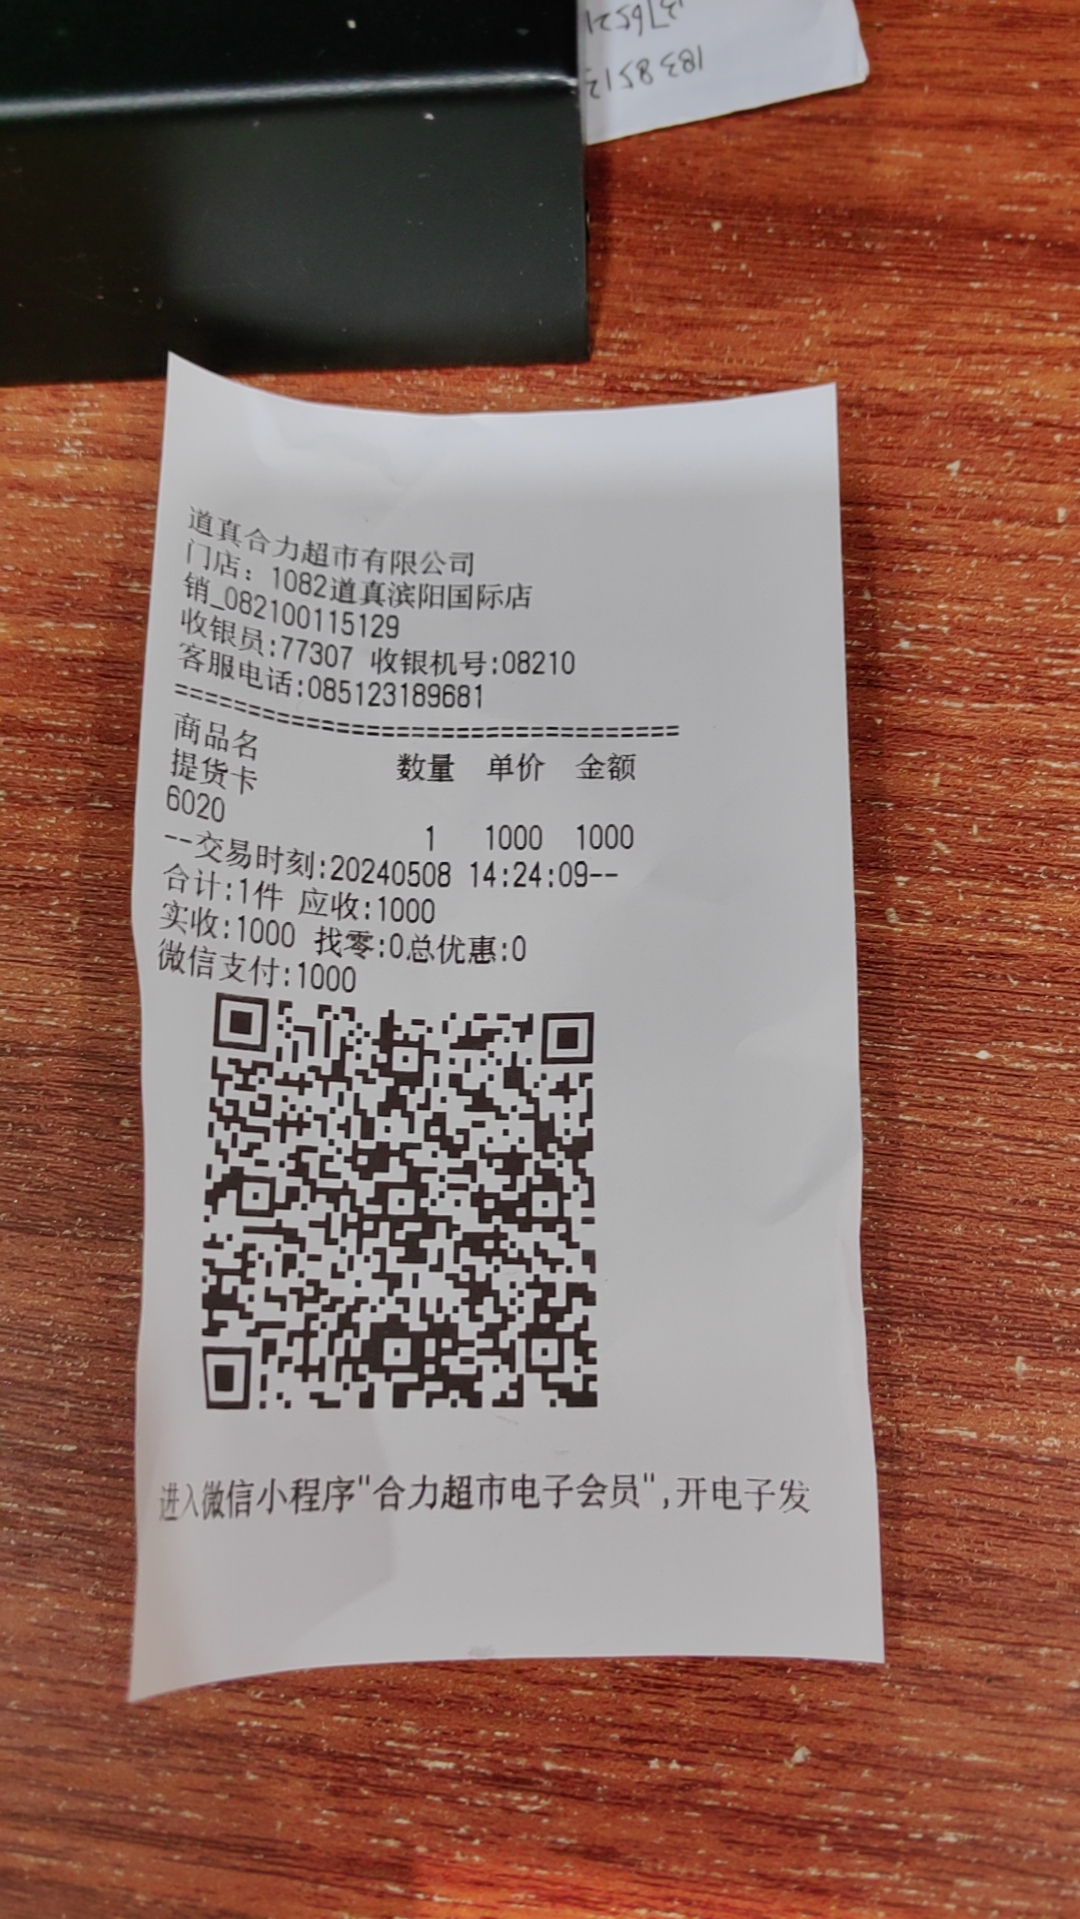 道真合力超市有限公司
门店：1082道真滨阳国际店
销_082100115129
收银员:77307 收银机号:08210
客服电话:085123189681
================================
商品名 数量 单价 金额
提货卡
6020
1 1000 1000
--交易时刻:20240508 14:24:09--
合计:1件 应收:1000
实收:1000 找零:0总优惠:0
微信支付:1000
进入微信小程序"合力超市电子会员",开电子发